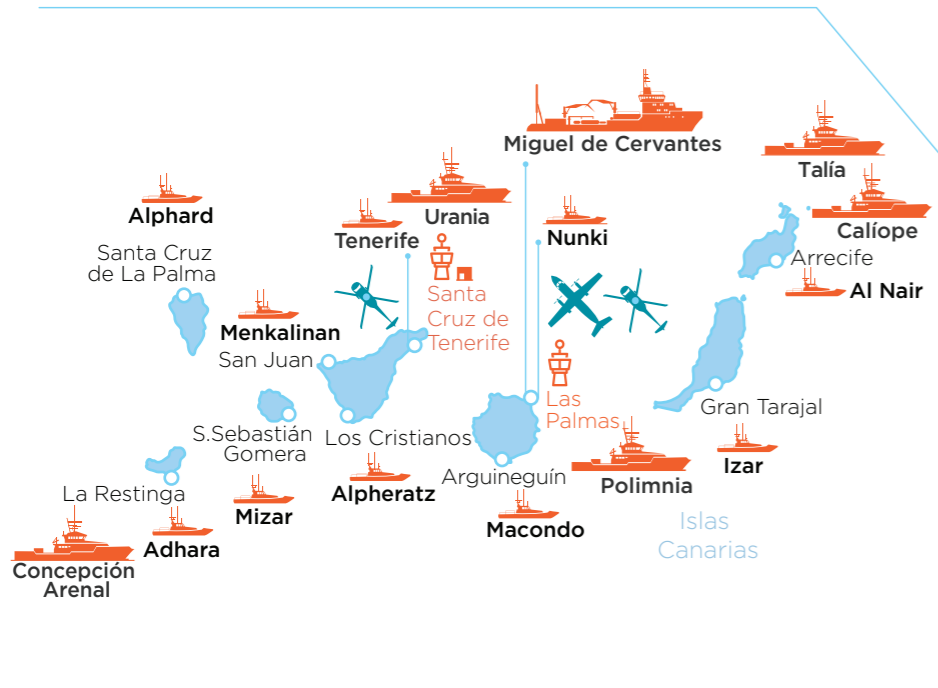 Miguel de Cervantes
Talía
Alphard
Urania
Tenerife
Nunki
Calíope
Santa Cruz
de La Palma
Arrecife
Al Nair
Santa
Cruz de
Tenerife
Menkalinan
San Juan
Las
Palmas
Gran Tarajal
S.Sebastián
Gomera
Los Cristianos
Arguineguín
Izar
La Restinga
Mizar
Alpheratz
Polimnia
Macondo
Islas
Canarias
Adhara
Concepción
Arenal